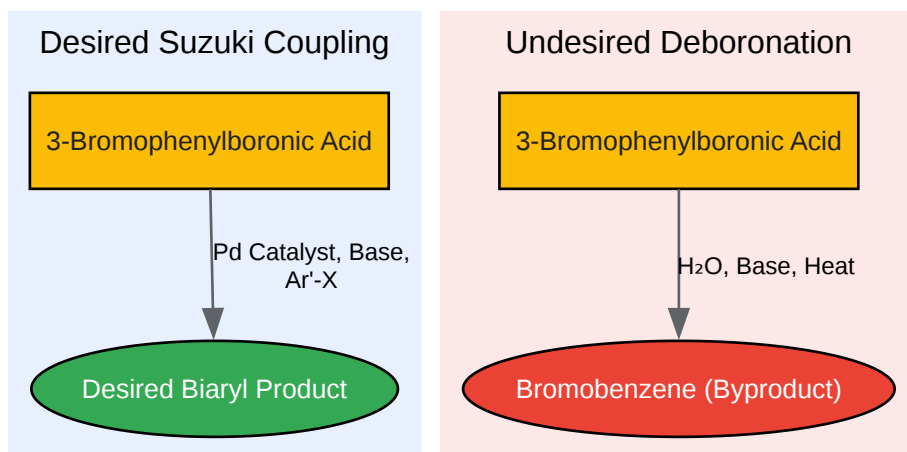 Desired Suzuki Coupling
3-Bromophenylboronic Acid
Pd Catalyst, Base,
Ar'-X
Desired Biaryl Product
Undesired Deboronation
3-Bromophenylboronic Acid
H₂O, Base, Heat
Bromobenzene (Byproduct)